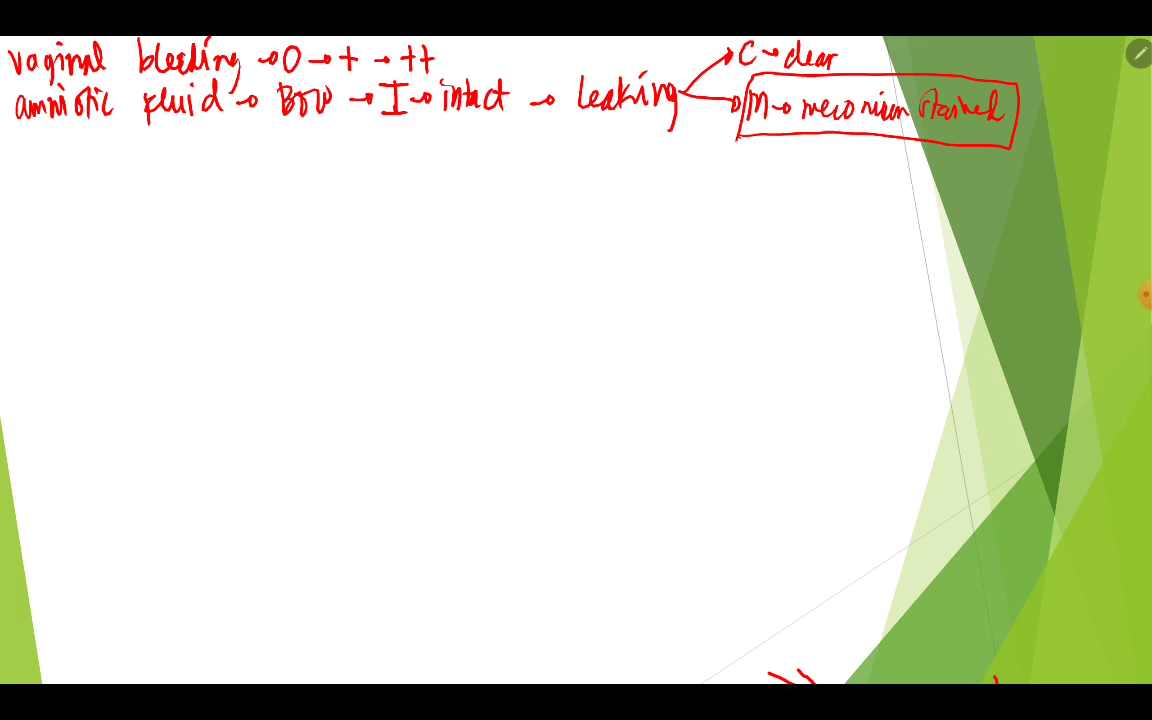 vaginal bleeding → 0 → + → ++
amniotic fluid → BOW → I → intact → Leaking
C → clear
M → meconium stained